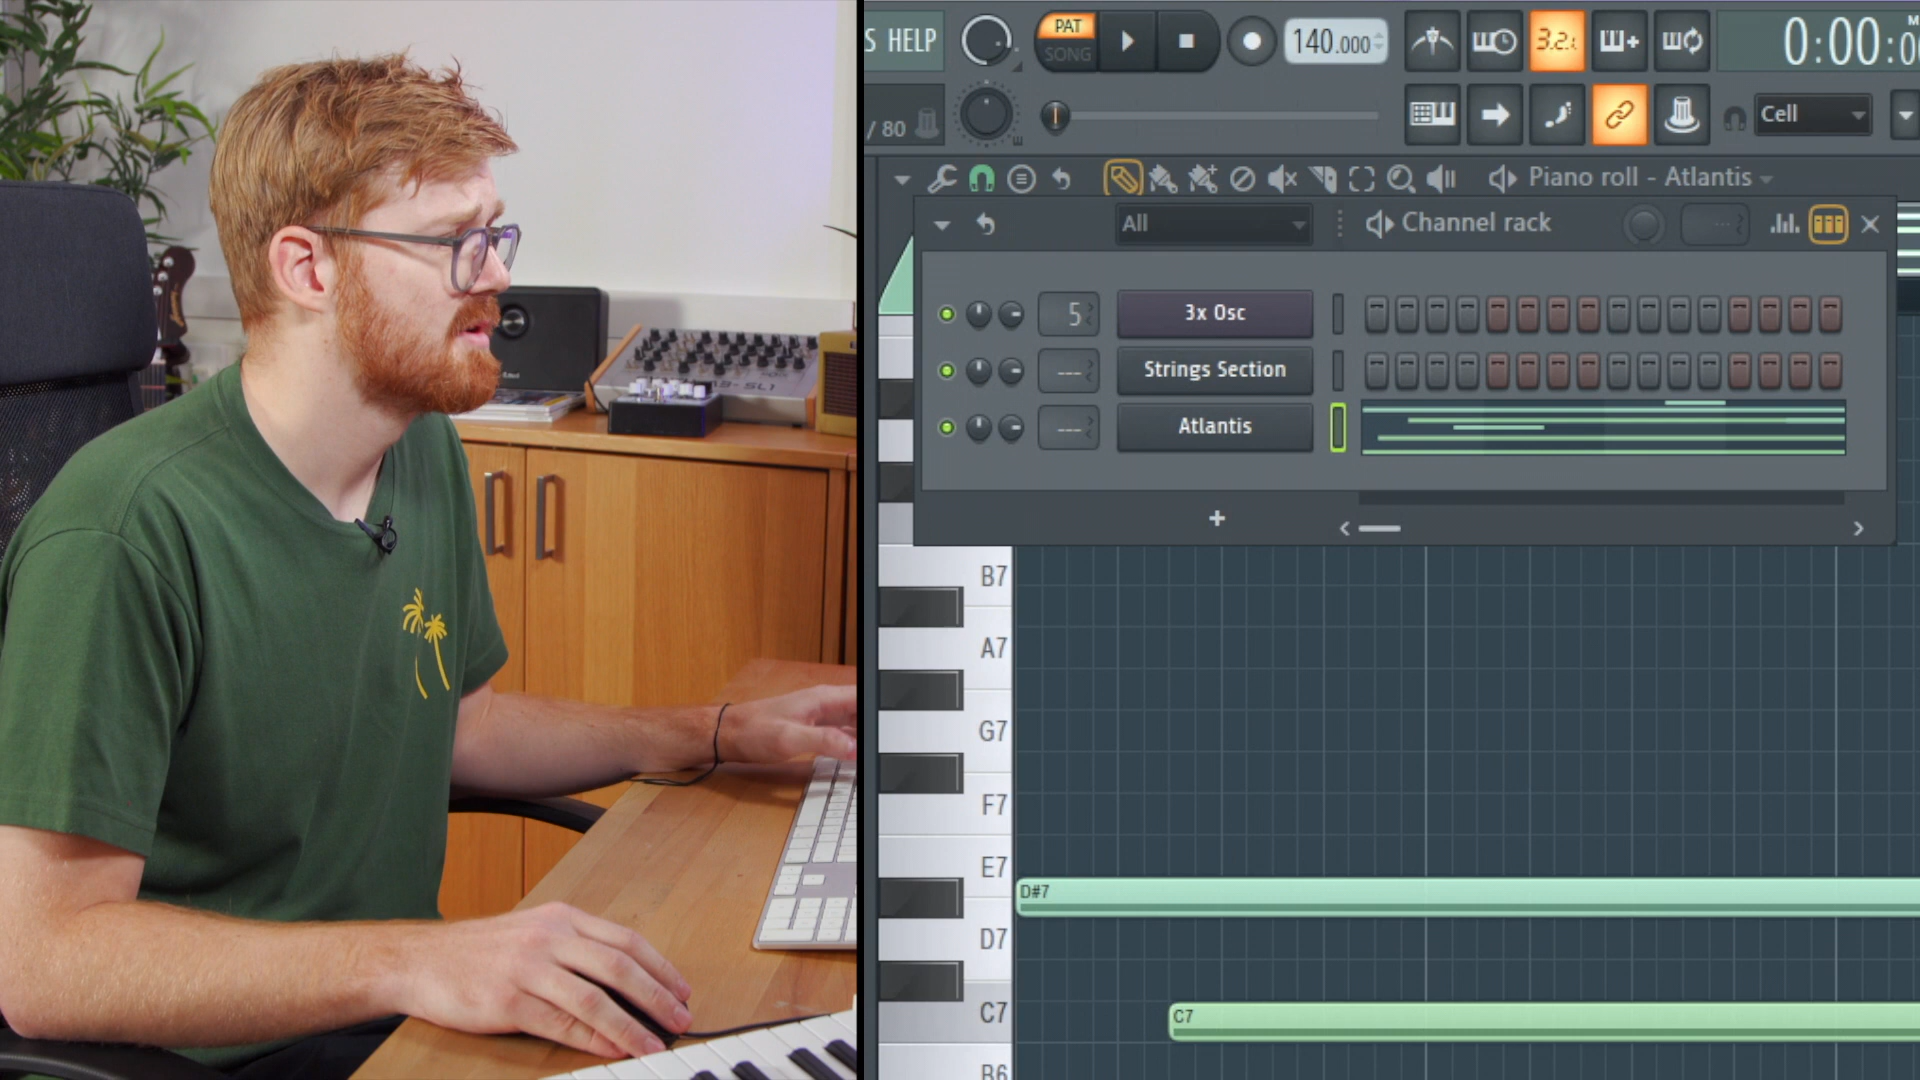 S HELP
PAT
SONG
140.000
3.2.
0:00:0
M
/ 80
Cell
Piano roll - Atlantis
All
Channel rack
5
3x Osc
---
Strings Section
---
Atlantis
+
B7
A7
G7
F7
E7
D#7
D7
C7
C7
B6